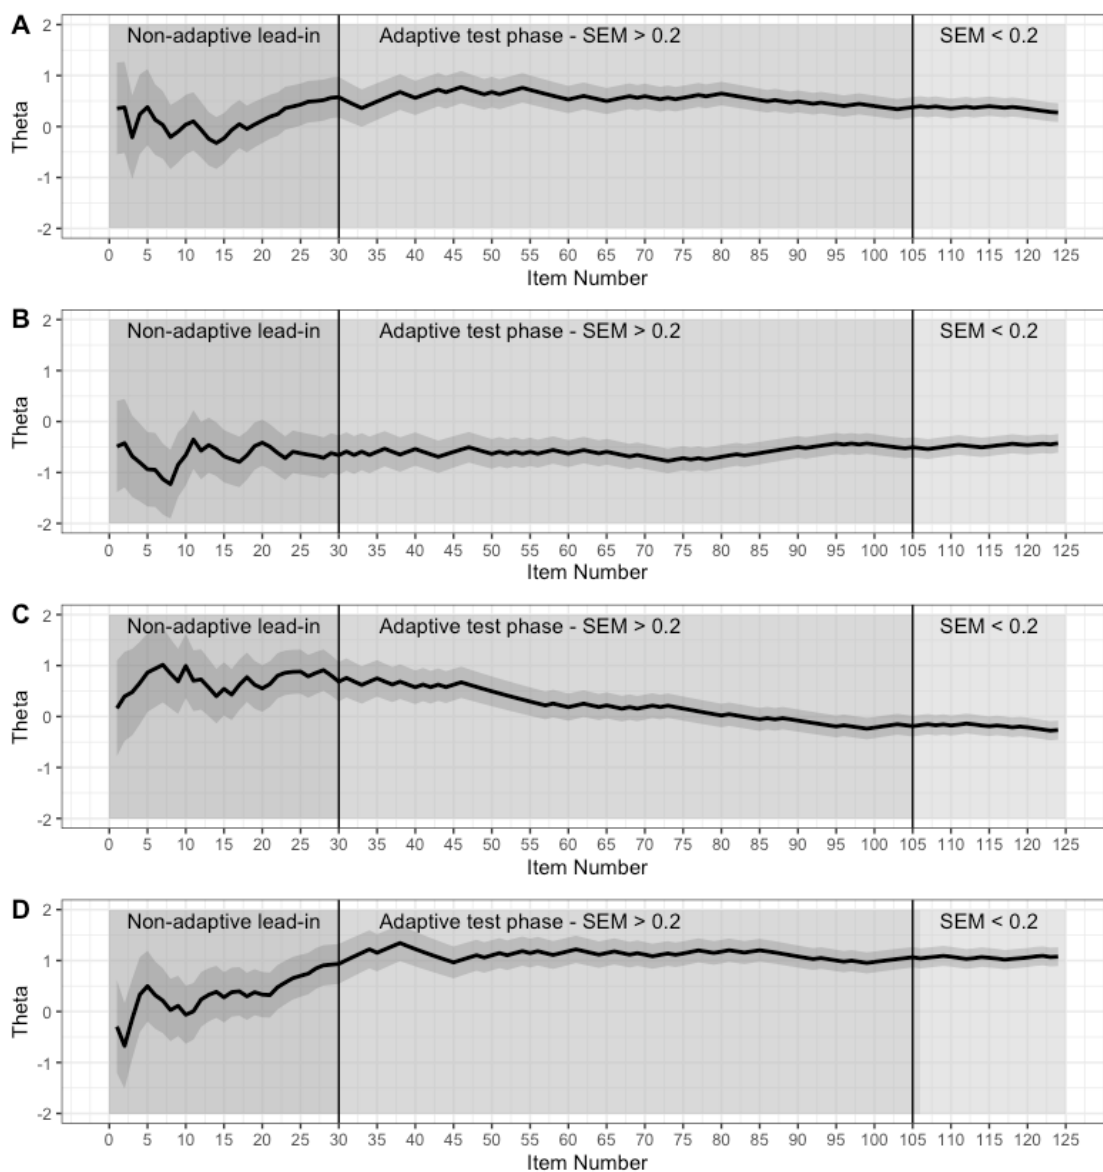 A
Non-adaptive lead-in Adaptive test phase - SEM > 0.2 SEM < 0.2
2
1
0
-1
-2
Theta
0 5 10 15 20 25 30 35 40 45 50 55 60 65 70 75 80 85 90 95 100 105 110 115 120 125
Item Number
B
Non-adaptive lead-in Adaptive test phase - SEM > 0.2 SEM < 0.2
2
1
0
-1
-2
Theta
0 5 10 15 20 25 30 35 40 45 50 55 60 65 70 75 80 85 90 95 100 105 110 115 120 125
Item Number
C
Non-adaptive lead-in Adaptive test phase - SEM > 0.2 SEM < 0.2
2
1
0
-1
-2
Theta
0 5 10 15 20 25 30 35 40 45 50 55 60 65 70 75 80 85 90 95 100 105 110 115 120 125
Item Number
D
Non-adaptive lead-in Adaptive test phase - SEM > 0.2 SEM < 0.2
2
1
0
-1
-2
Theta
0 5 10 15 20 25 30 35 40 45 50 55 60 65 70 75 80 85 90 95 100 105 110 115 120 125
Item Number